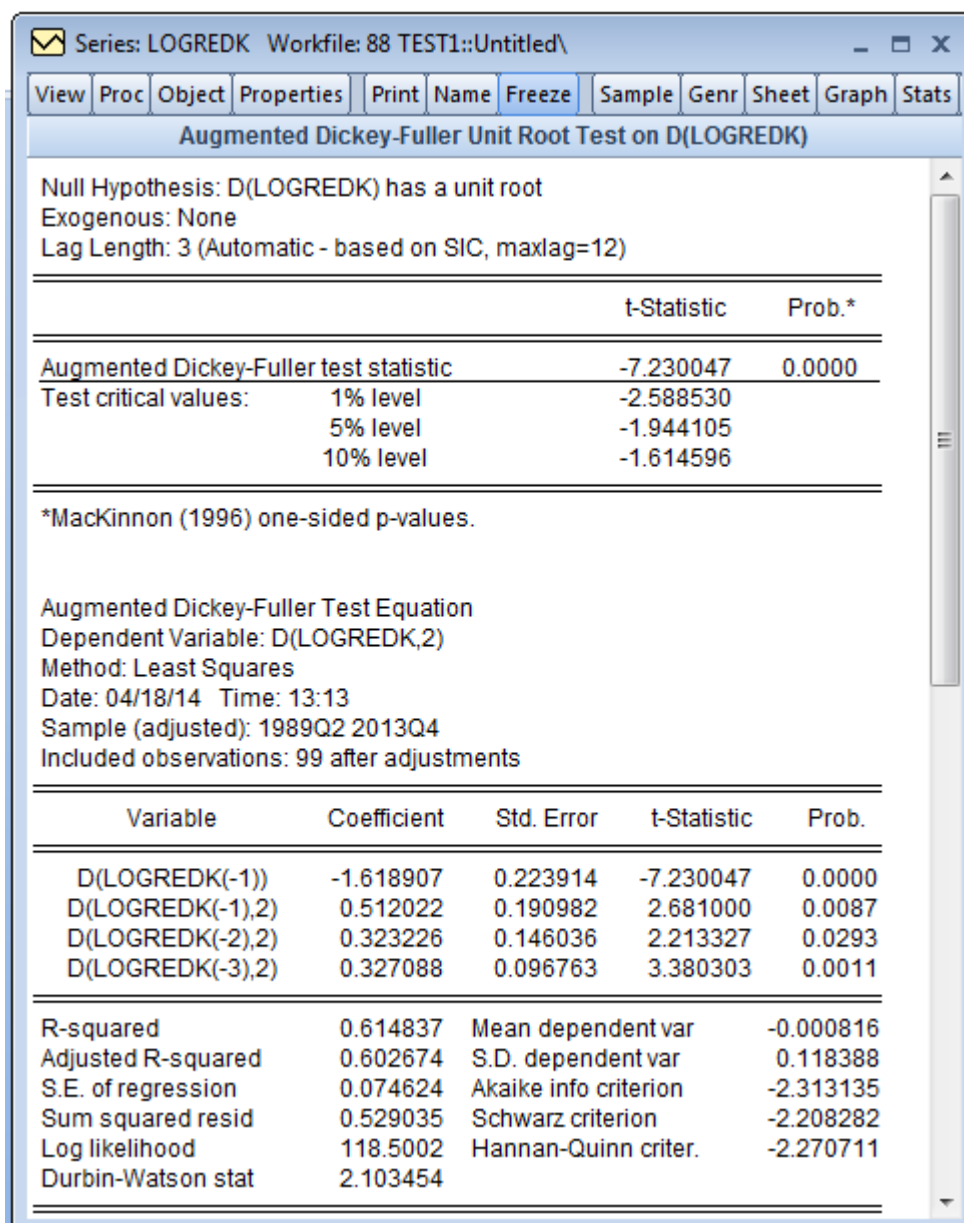 Series: LOGREDK Workfile: 88 TEST1::Untitled\
View Proc Object Properties Print Name Freeze Sample Genr Sheet Graph Stats
Augmented Dickey-Fuller Unit Root Test on D(LOGREDK)
Null Hypothesis: D(LOGREDK) has a unit root
Exogenous: None
Lag Length: 3 (Automatic - based on SIC, maxlag=12)
t-Statistic Prob.*
Augmented Dickey-Fuller test statistic -7.230047 0.0000
Test critical values: 1% level -2.588530
5% level -1.944105
10% level -1.614596
*MacKinnon (1996) one-sided p-values.
Augmented Dickey-Fuller Test Equation
Dependent Variable: D(LOGREDK,2)
Method: Least Squares
Date: 04/18/14 Time: 13:13
Sample (adjusted): 1989Q2 2013Q4
Included observations: 99 after adjustments
Variable Coefficient Std. Error t-Statistic Prob.
D(LOGREDK(-1)) -1.618907 0.223914 -7.230047 0.0000
D(LOGREDK(-1),2) 0.512022 0.190982 2.681000 0.0087
D(LOGREDK(-2),2) 0.323226 0.146036 2.213327 0.0293
D(LOGREDK(-3),2) 0.327088 0.096763 3.380303 0.0011
R-squared 0.614837 Mean dependent var -0.000816
Adjusted R-squared 0.602674 S.D. dependent var 0.118388
S.E. of regression 0.074624 Akaike info criterion -2.313135
Sum squared resid 0.529035 Schwarz criterion -2.208282
Log likelihood 118.5002 Hannan-Quinn criter. -2.270711
Durbin-Watson stat 2.103454